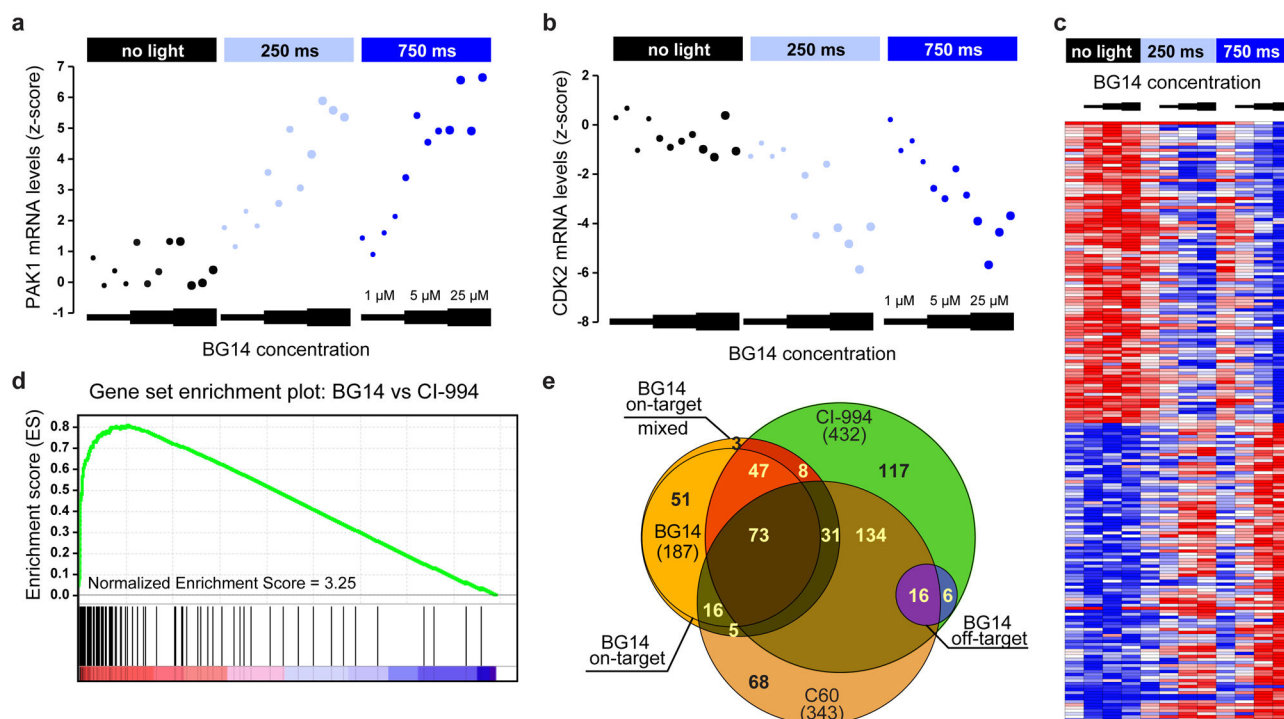 a
no light
250 ms
750 ms
PAK1 mRNA levels (z-score)
7
6
5
4
3
2
1
0
-1
1 µM
5 µM
25 µM
BG14 concentration
b
no light
250 ms
750 ms
CDK2 mRNA levels (z-score)
2
0
-2
-4
-6
-8
1 µM
5 µM
25 µM
BG14 concentration
c
no light
250 ms
750 ms
BG14 concentration
d
Gene set enrichment plot: BG14 vs CI-994
Enrichment score (ES)
0.8
0.7
0.6
0.5
0.4
0.3
0.2
0.1
0.0
Normalized Enrichment Score = 3.25
e
BG14
on-target
mixed
3
CI-994
(432)
47
8
117
51
BG14
(187)
73
31
134
16
5
16
6
BG14
on-target
BG14
off-target
68
C60
(343)